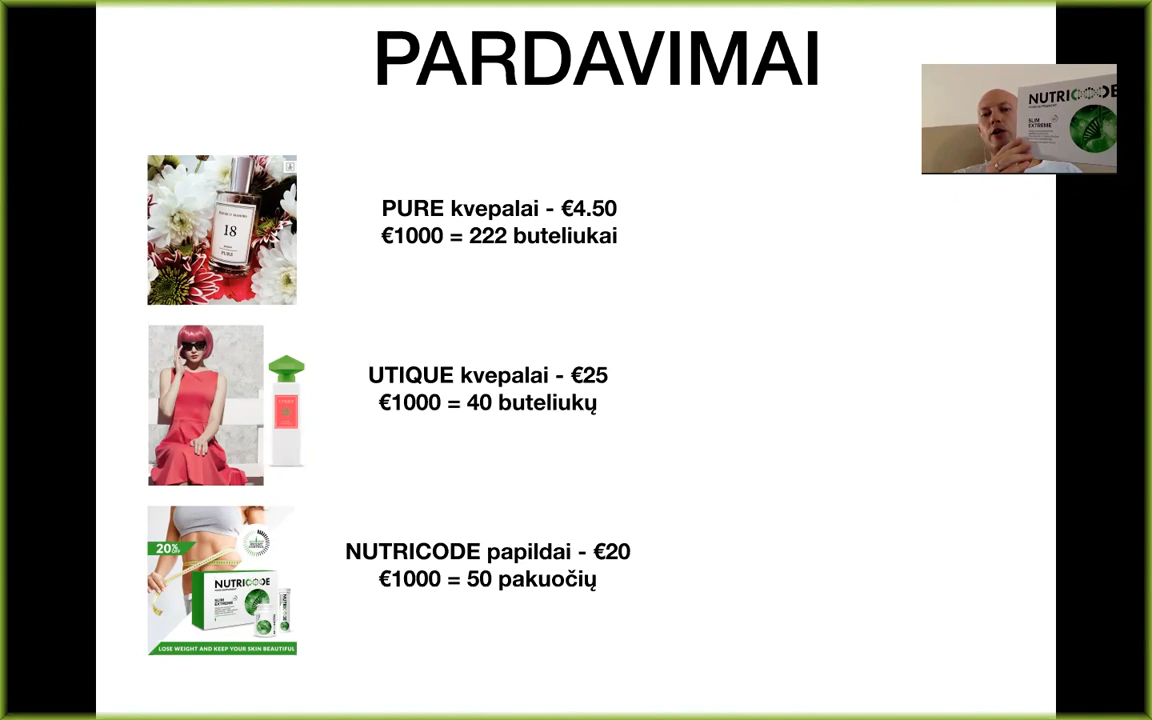 PARDAVIMAI
NUTRICODE
SLIM
EXTREME
18
PURE
PURE kvepalai - €4.50
€1000 = 222 buteliukai
UTIQUE kvepalai - €25
€1000 = 40 buteliukų
20%
OFF
NUTRICODE
SLIM
EXTREME
NUTRICODE papildai - €20
€1000 = 50 pakuočių
LOSE WEIGHT AND KEEP YOUR SKIN BEAUTIFUL